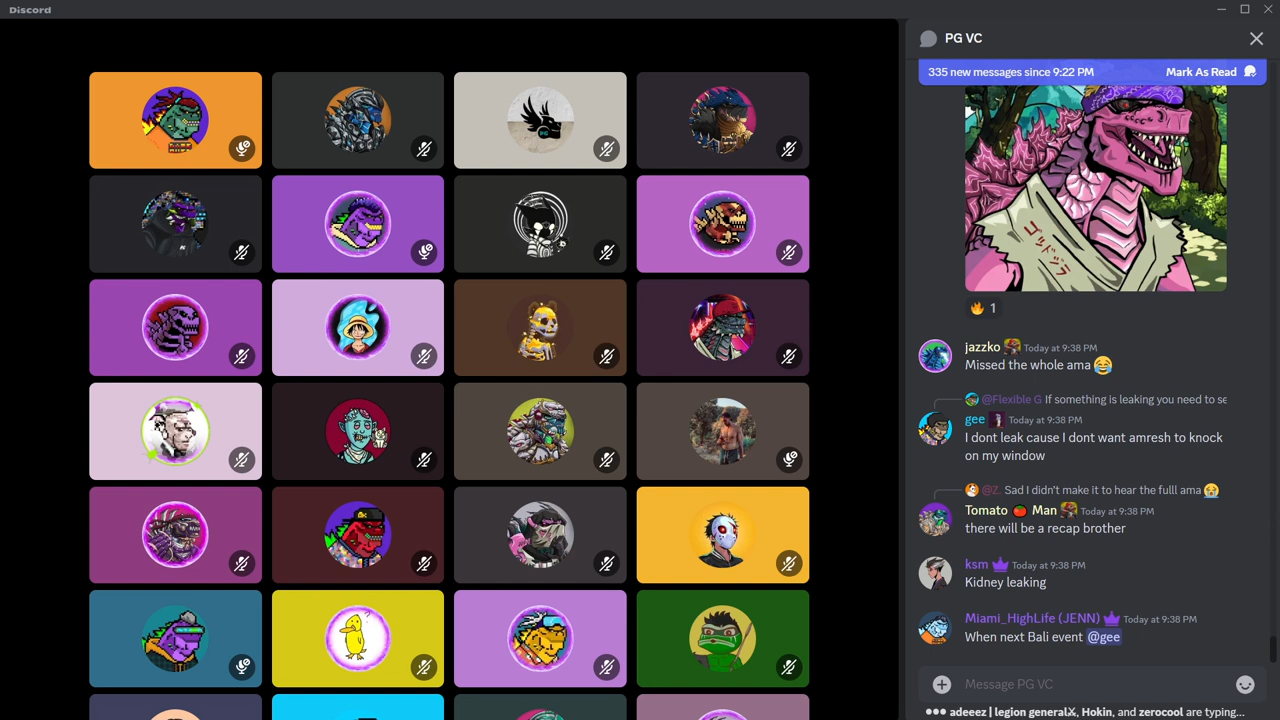 Discord
PG VC
335 new messages since 9:22 PM Mark As Read
ゴッドジラ
1
jazzko Today at 9:38 PM
Missed the whole ama 😂
@Flexible G If something is leaking you need to se
gee Today at 9:38 PM
I dont leak cause I dont want amresh to knock
on my window
@Z. Sad I didn't make it to hear the fulll ama 😭
Tomato 🍅 Man Today at 9:38 PM
there will be a recap brother
ksm Today at 9:38 PM
Kidney leaking
Miami_HighLife (JENN) Today at 9:38 PM
When next Bali event @gee
Message PG VC
adeeez | legion general⚔, Hokin, and zerocool are typing...